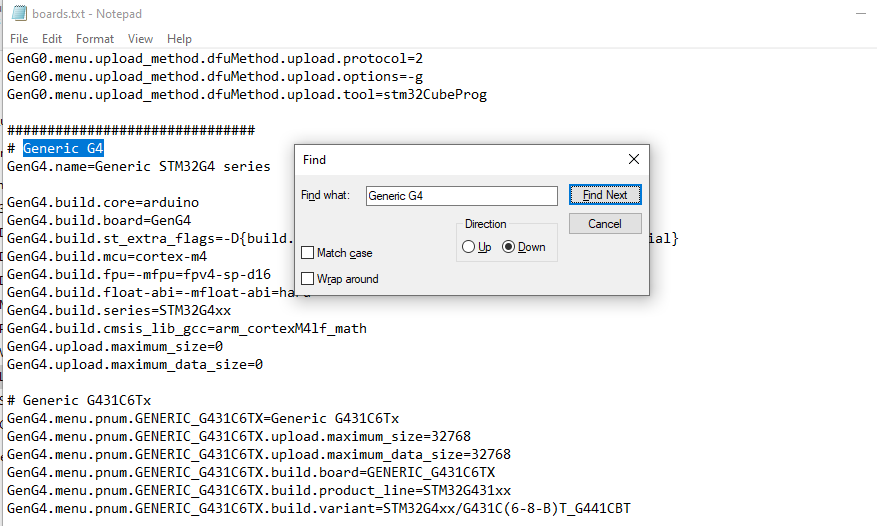 boards.txt - Notepad
File Edit Format View Help
GenG0.menu.upload_method.dfuMethod.upload.protocol=2
GenG0.menu.upload_method.dfuMethod.upload.options=-g
GenG0.menu.upload_method.dfuMethod.upload.tool=stm32CubeProg
###############################
# Generic G4
GenG4.name=Generic STM32G4 series
GenG4.build.core=arduino
GenG4.build.board=GenG4
GenG4.build.st_extra_flags=-D{build. ial}
GenG4.build.mcu=cortex-m4
GenG4.build.fpu=-mfpu=fpv4-sp-d16
GenG4.build.float-abi=-mfloat-abi=hard
GenG4.build.series=STM32G4xx
GenG4.build.cmsis_lib_gcc=arm_cortexM4lf_math
GenG4.upload.maximum_size=0
GenG4.upload.maximum_data_size=0
# Generic G431C6Tx
GenG4.menu.pnum.GENERIC_G431C6TX=Generic G431C6Tx
GenG4.menu.pnum.GENERIC_G431C6TX.upload.maximum_size=32768
GenG4.menu.pnum.GENERIC_G431C6TX.upload.maximum_data_size=32768
GenG4.menu.pnum.GENERIC_G431C6TX.build.board=GENERIC_G431C6TX
GenG4.menu.pnum.GENERIC_G431C6TX.build.product_line=STM32G431xx
GenG4.menu.pnum.GENERIC_G431C6TX.build.variant=STM32G4xx/G431C(6-8-B)T_G441CBT
Find
Find what: Generic G4 Find Next
Direction Cancel
Up Down
Match case
Wrap around